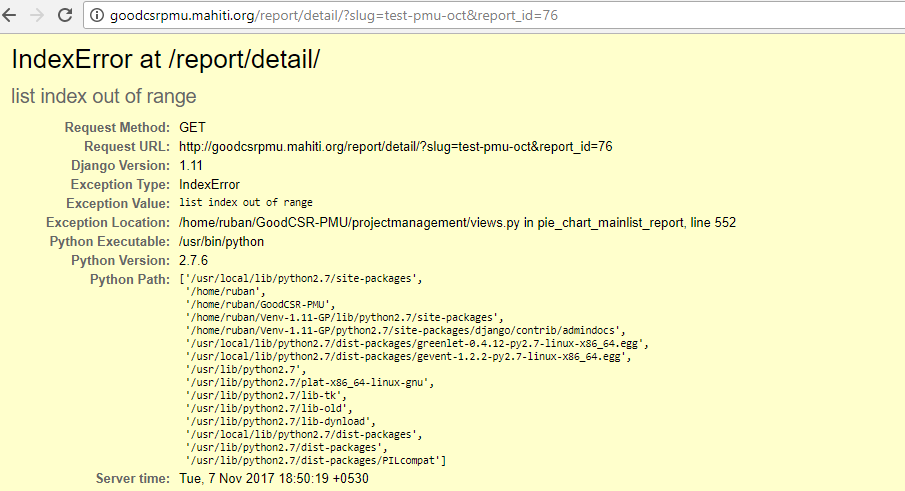 goodcsrpmu.mahiti.org/report/detail/?slug=test-pmu-oct&report_id=76
IndexError at /report/detail/
list index out of range
Request Method: GET
Request URL: http://goodcsrpmu.mahiti.org/report/detail/?slug=test-pmu-oct&report_id=76
Django Version: 1.11
Exception Type: IndexError
Exception Value: list index out of range
Exception Location: /home/ruban/GoodCSR-PMU/projectmanagement/views.py in pie_chart_mainlist_report, line 552
Python Executable: /usr/bin/python
Python Version: 2.7.6
Python Path: ['/usr/local/lib/python2.7/site-packages',
'/home/ruban',
'/home/ruban/GoodCSR-PMU',
'/home/ruban/Venv-1.11-GP/lib/python2.7/site-packages',
'/home/ruban/Venv-1.11-GP/python2.7/site-packages/django/contrib/admindocs',
'/usr/local/lib/python2.7/dist-packages/greenlet-0.4.12-py2.7-linux-x86_64.egg',
'/usr/local/lib/python2.7/dist-packages/gevent-1.2.2-py2.7-linux-x86_64.egg',
'/usr/lib/python2.7',
'/usr/lib/python2.7/plat-x86_64-linux-gnu',
'/usr/lib/python2.7/lib-tk',
'/usr/lib/python2.7/lib-old',
'/usr/lib/python2.7/lib-dynload',
'/usr/local/lib/python2.7/dist-packages',
'/usr/lib/python2.7/dist-packages',
'/usr/lib/python2.7/dist-packages/PILcompat']
Server time: Tue, 7 Nov 2017 18:50:19 +0530